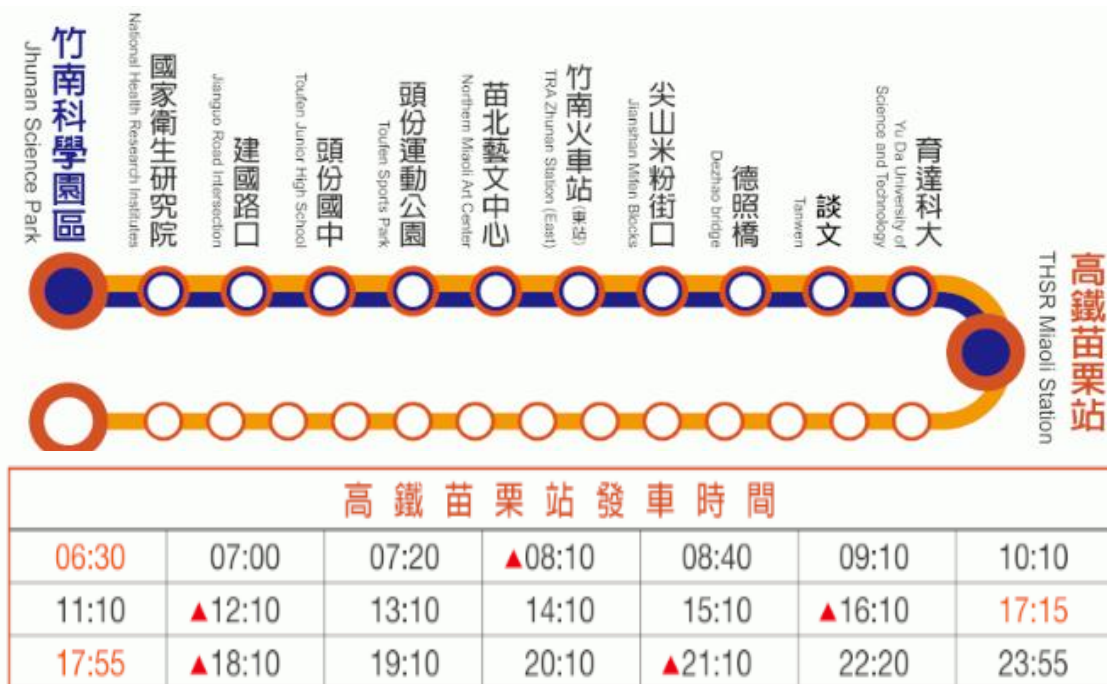 竹南科學園區
Jhunan Science Park
國家衛生研究院
National Health Research Institutes
建國路口
Jianguo Road Intersection
頭份國中
Toufen Junior High School
頭份運動公園
Toufen Sports Park
苗北藝文中心
Northern Miaoli Art Center
竹南火車站(東站)
TRA Zhunan Station (East)
尖山米粉街口
Jianshan Mifen Blocks
德照橋
Dezhao bridge
談文
Tanwen
育達科大
Yu Da University of
Science and Technology
高鐵苗栗站
THSR Miaoli Station
高鐵苗栗站發車時間
06:30 07:00 07:20 ▲08:10 08:40 09:10 10:10
11:10 ▲12:10 13:10 14:10 15:10 ▲16:10 17:15
17:55 ▲18:10 19:10 20:10 ▲21:10 22:20 23:55